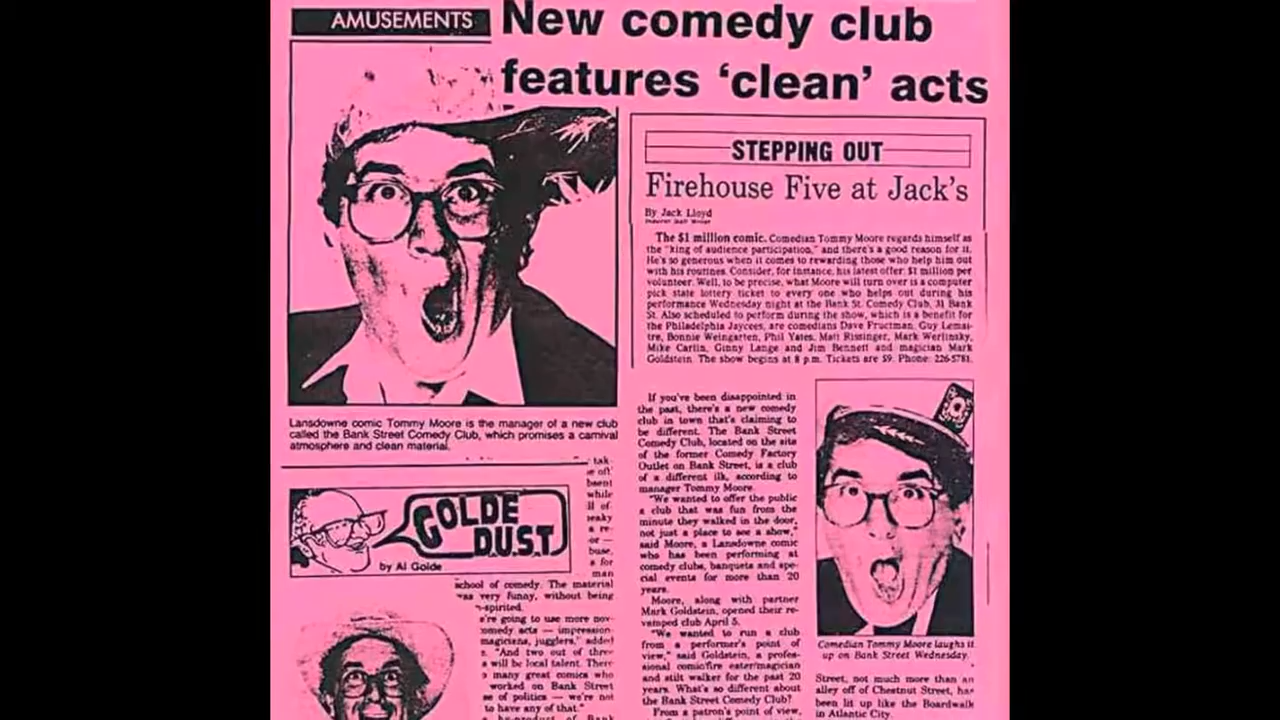 AMUSEMENTS
New comedy club
features ‘clean’ acts
Lansdowne comic Tommy Moore is the manager of a new club
called the Bank Street Comedy Club, which promises a carnival
atmosphere and clean material.
STEPPING OUT
Firehouse Five at Jack's
By Jack Lloyd
Inquirer Staff Writer
The $1 million comic. Comedian Tommy Moore regards himself as
the "king of audience participation," and there's a good reason for it.
He's so generous when it comes to rewarding those who help him out
with his routines. Consider, for instance, his latest offer: $1 million per
volunteer. Well, to be precise, what Moore will turn over is a computer
pick state lottery ticket to every one who helps out during his
performance Wednesday night at the Bank St. Comedy Club, 31 Bank
St. Also scheduled to perform during the show, which is a benefit for
the Philadelphia Jaycees, are comedians Dave Fructman, Guy Lemai-
tre, Bonnie Weingarten, Phil Yates, Matt Rissinger, Mark Werlinsky,
Mike Carlin, Ginny Lange and Jim Bennett and magician Mark
Goldstein. The show begins at 8 p.m. Tickets are $9. Phone: 226-5781.
If you've been disappointed in
the past, there's a new comedy
club in town that's claiming to
be different. The Bank Street
Comedy Club, located on the site
of the former Comedy Factory
Outlet on Bank Street, is a club
of a different ilk, according to
manager Tommy Moore.
"We wanted to offer the public
a club that was fun from the
minute they walked in the door,
not just a place to see a show,"
said Moore, a Lansdowne comic
who has been performing at
comedy clubs, banquets and spe-
cial events for more than 20
years.
Moore, along with partner
Mark Goldstein, opened their re-
vamped club April 5.
"We wanted to run a club
from a performer's point of
view," said Goldstein, a profes-
sional comic/fire eater/magician
and stilt walker for the past 20
years. What's so different about
the Bank Street Comedy Club?
From a patron's point of view,
Comedian Tommy Moore laughs it
up on Bank Street Wednesday.
Street, not much more than an
alley off of Chestnut Street, has
been lit up like the Boardwalk
in Atlantic City.
GOLDE
D.U.S.T.
by Al Golde
tak-
while
ll of
a re-
or —
buse,
a for
man
school of comedy. The material
was very funny, without being
-spirited.
e're going to use more nov-
omedy acts — impression-
magicians, jugglers," added
"And two out of three
s will be local talent. There
many great comics who
worked on Bank Street
se of politics — we're not
to have any of that."
by-product of Bank